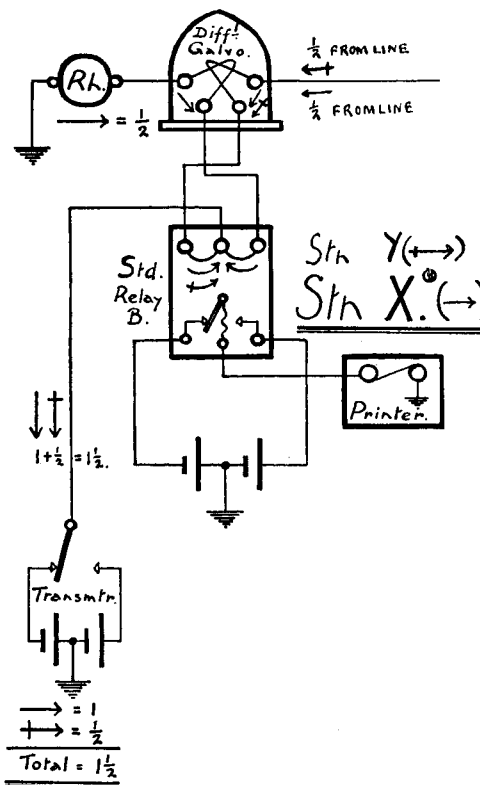 Diffl.
Galvo.
½ FROM LINE
½ FROM LINE
Rh.
= ½
Std.
Relay
B.
Stn Y (⇸)
Stn X. (→)
Printer.
1 + ½ = 1½.
Transmtr.
→ = 1
⇸ = ½
Total = 1½